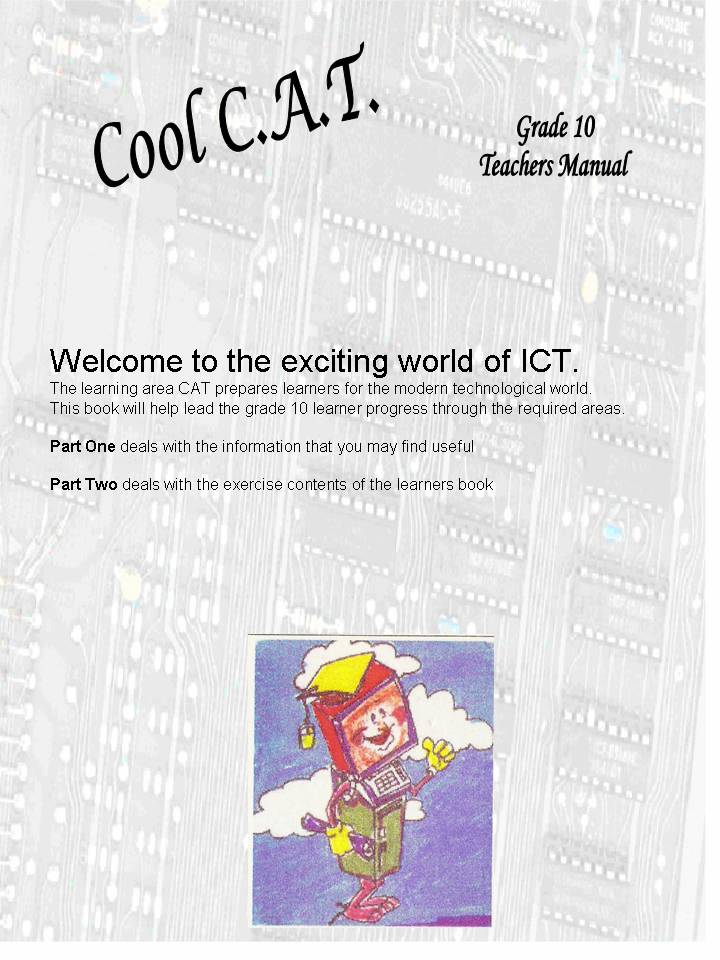 Cool C.A.T.
Grade 10
Teachers Manual
Welcome to the exciting world of ICT.
The learning area CAT prepares learners for the modern technological world.
This book will help lead the grade 10 learner progress through the required areas.
Part One deals with the information that you may find useful
Part Two deals with the exercise contents of the learners book